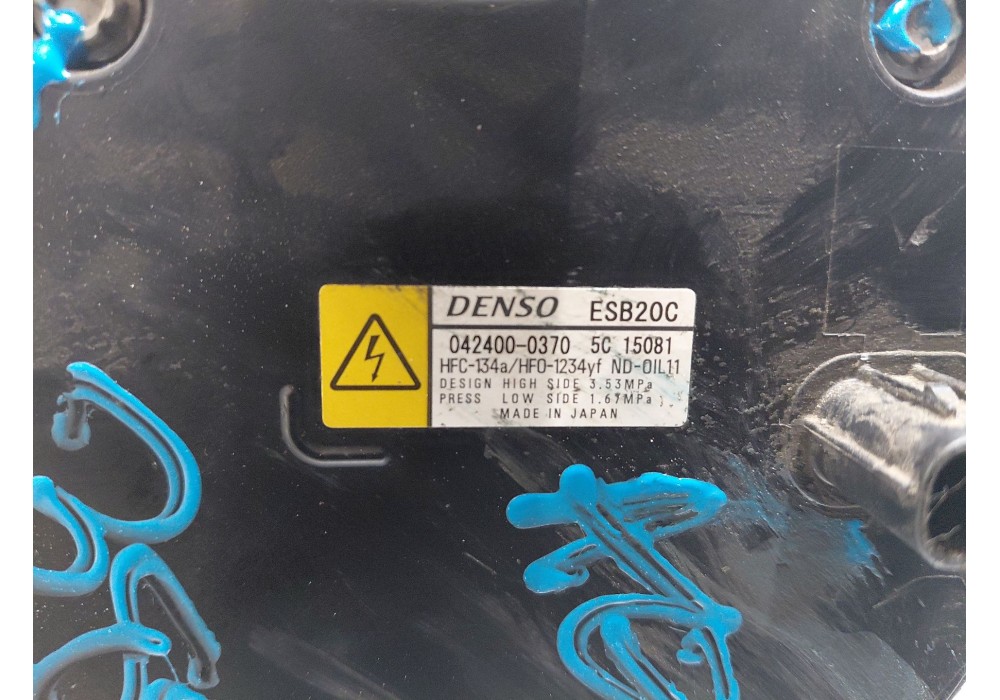 DENSO ESB20C
042400-0370 5C 15081
HFC-134a/HFO-1234yf ND-OIL11
DESIGN HIGH SIDE 3.53MPa
PRESS LOW SIDE 1.67MPa
MADE IN JAPAN